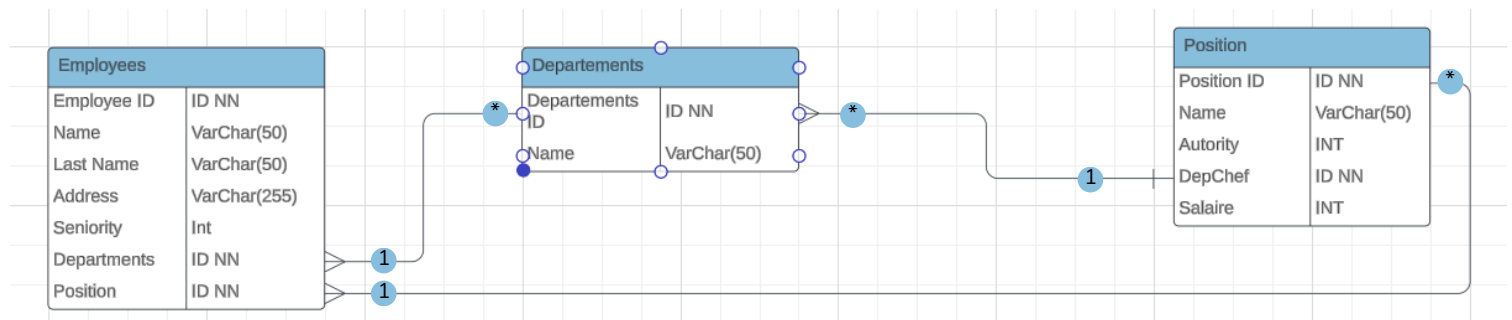 Employees
Employee ID ID NN
Name VarChar(50)
Last Name VarChar(50)
Address VarChar(255)
Seniority Int
Departments ID NN
Position ID NN
1
1
*
Departements
Departements
ID
ID NN
Name VarChar(50)
*
1
Position
Position ID ID NN
Name VarChar(50)
Autority INT
DepChef ID NN
Salaire INT
*